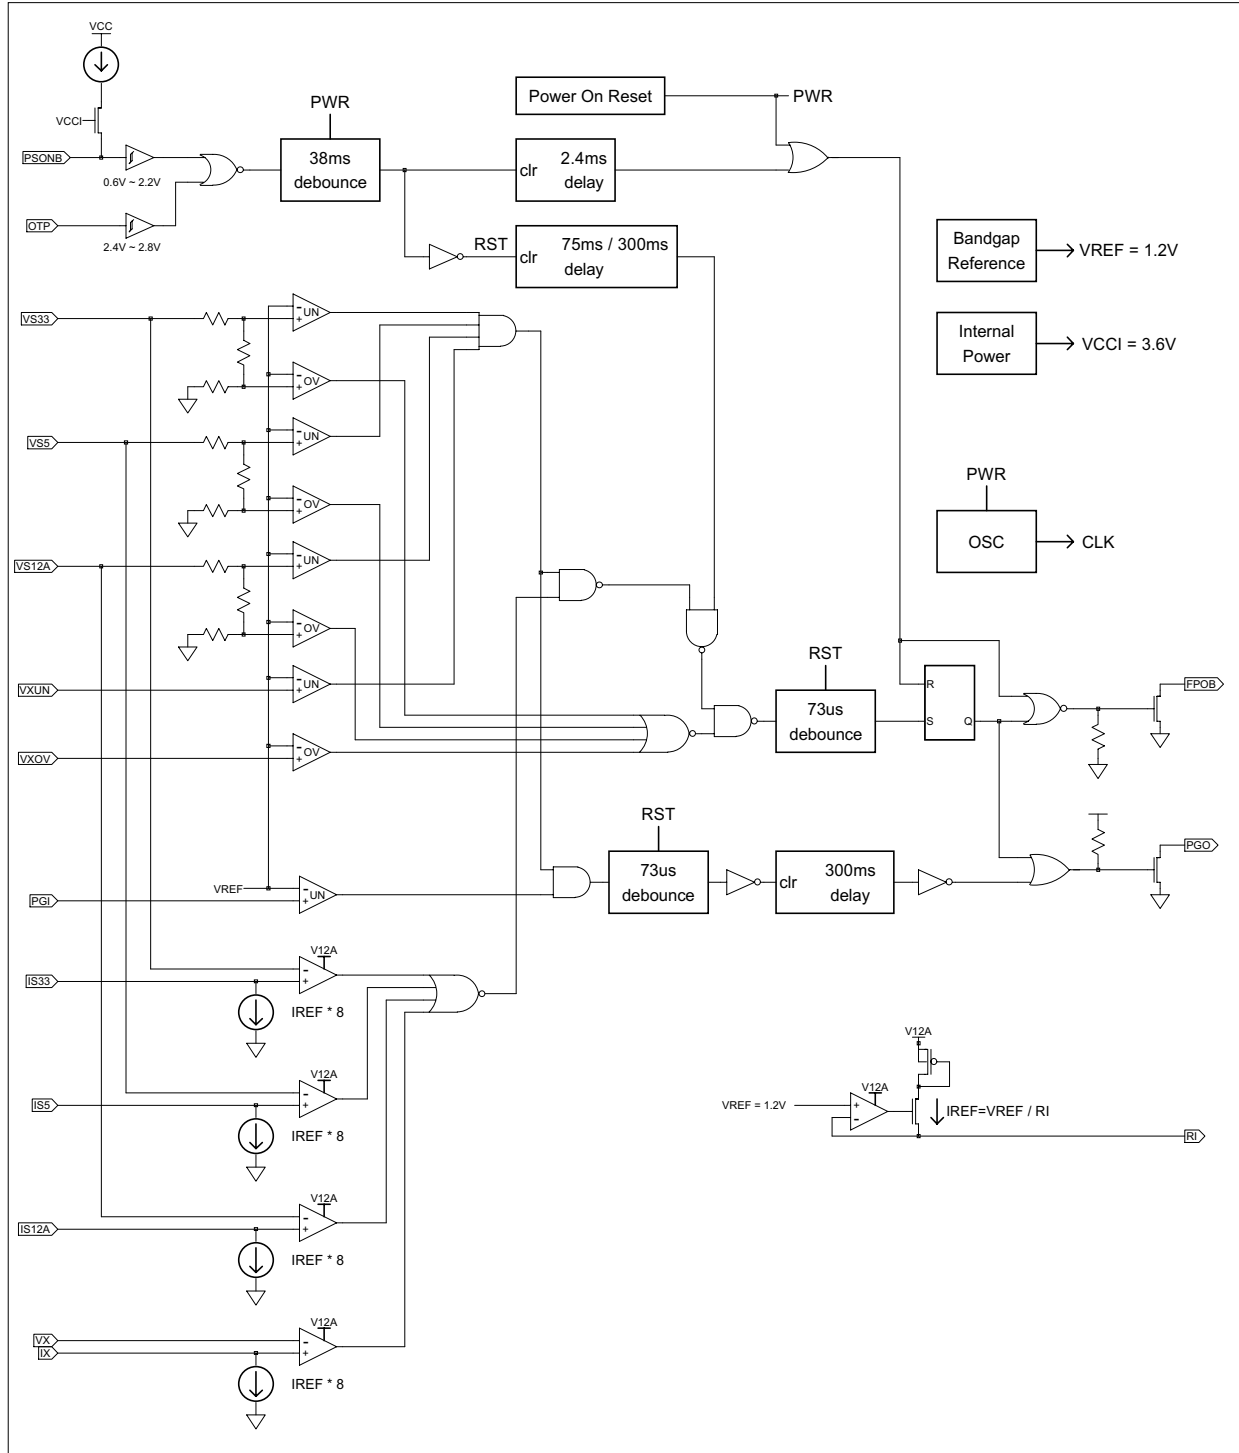 VCC
VCCI
PSONB
0.6V ~ 2.2V
OTP
2.4V ~ 2.8V
PWR
38ms
debounce
Power On Reset
PWR
clr 2.4ms
delay
RST
clr 75ms / 300ms
delay
Bandgap
Reference
VREF = 1.2V
Internal
Power
VCCI = 3.6V
PWR
OSC
CLK
VS33
- UN
+
- OV
+
VS5
- UN
+
- OV
+
VS12A
- UN
+
- OV
+
VXUN
- UN
+
VXOV
- OV
+
RST
73us
debounce
R
S Q
FPOB
RST
73us
debounce
clr 300ms
delay
PGO
VREF
PGI
- UN
+
V12A
IS33
-
+
IREF * 8
V12A
IS5
-
+
IREF * 8
V12A
IS12A
-
+
IREF * 8
V12A
VX
IX
-
+
IREF * 8
V12A
V12A
VREF = 1.2V
+
-
IREF=VREF / RI
RI